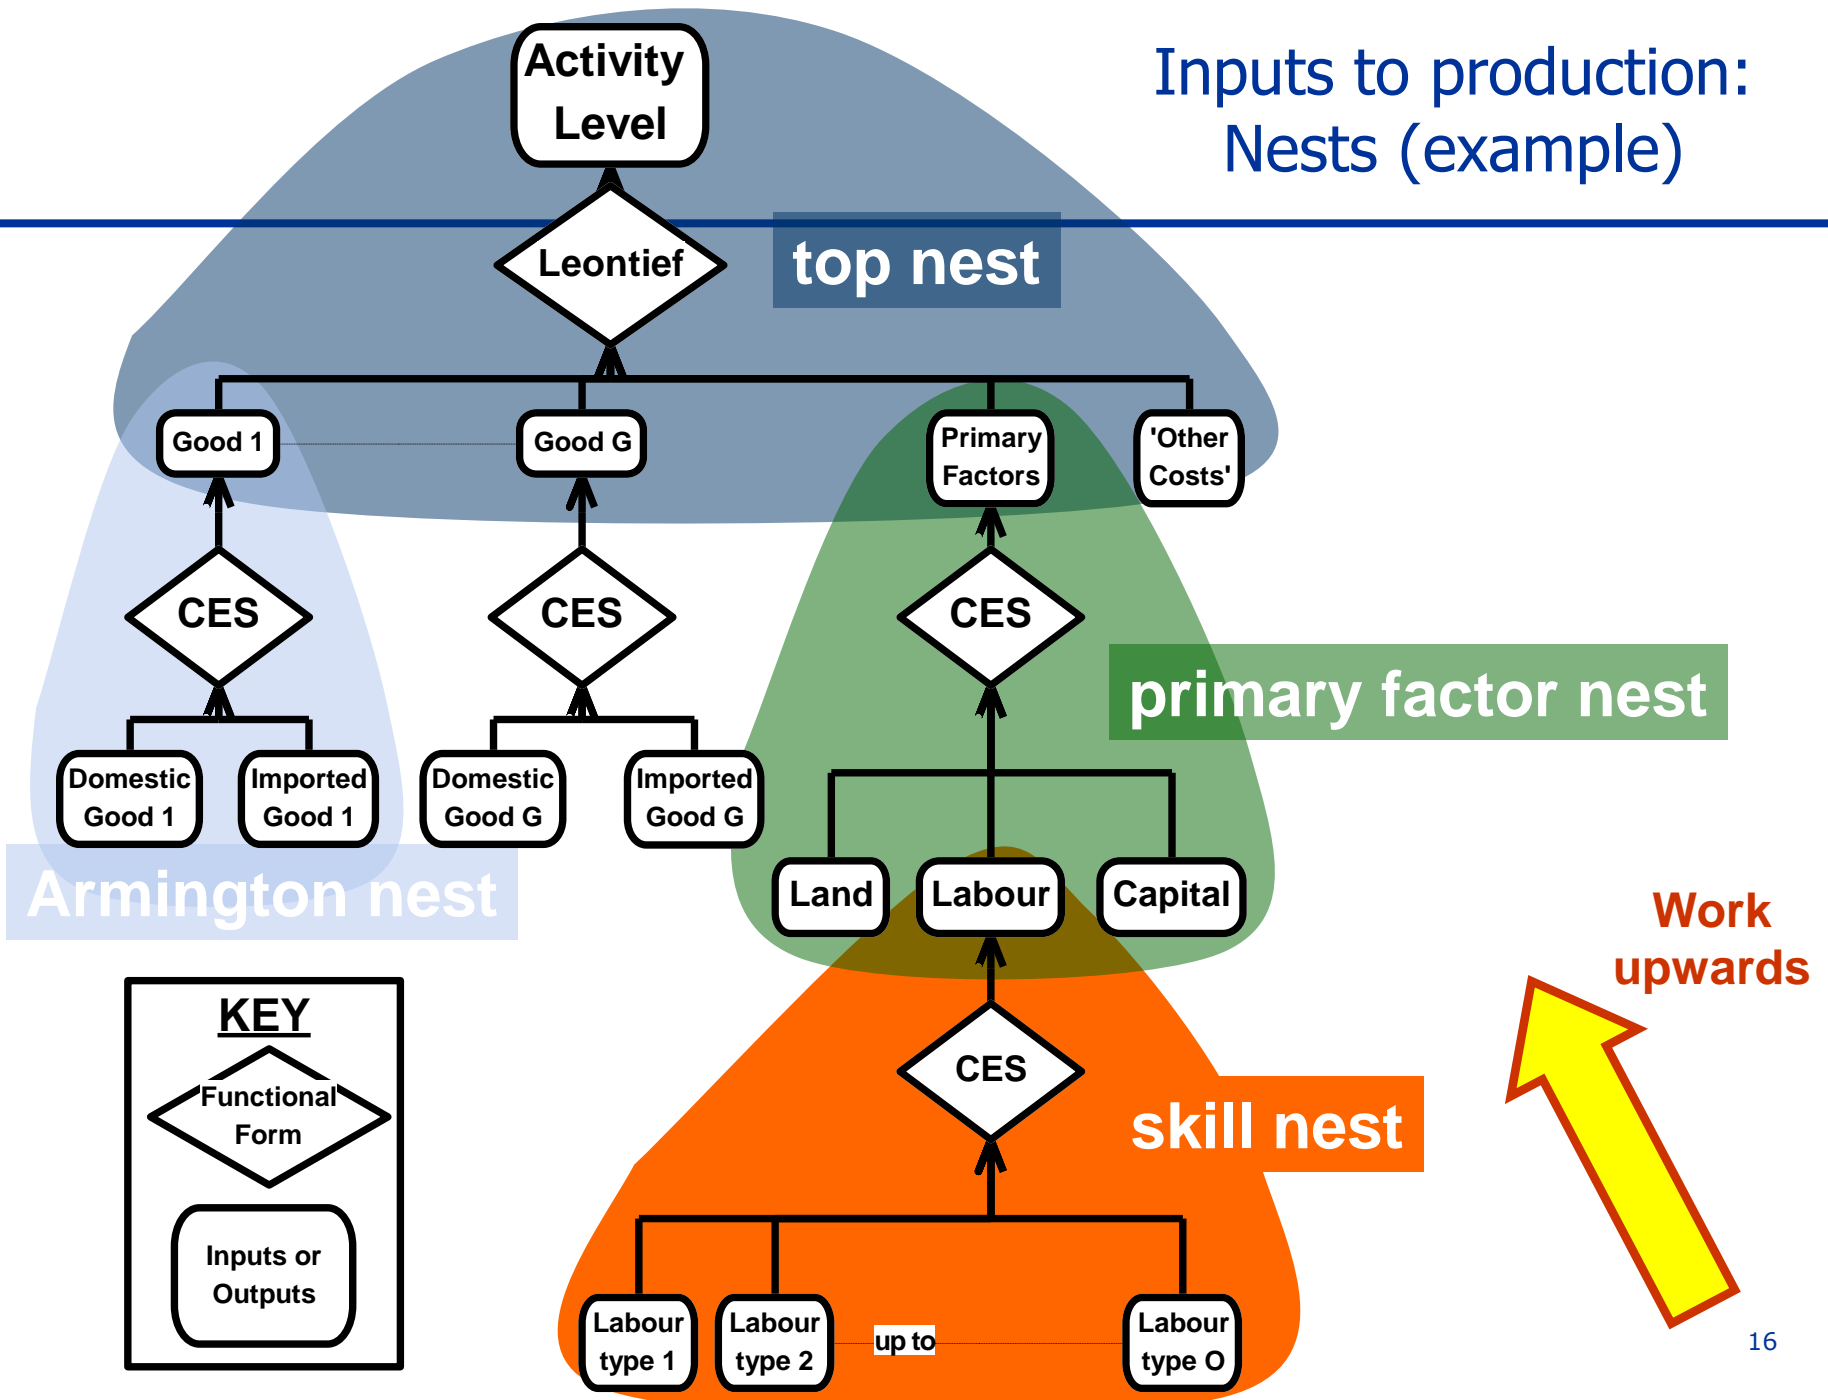 Inputs to production:
Nests (example)
Activity
Level
Leontief
top nest
Good 1
Good G
Primary
Factors
'Other
Costs'
CES
CES
CES
primary factor nest
Domestic
Good 1
Imported
Good 1
Domestic
Good G
Imported
Good G
Armington nest
Land
Labour
Capital
Work
upwards
KEY
Functional
Form
Inputs or
Outputs
CES
skill nest
Labour
type 1
Labour
type 2
up to
Labour
type O
16